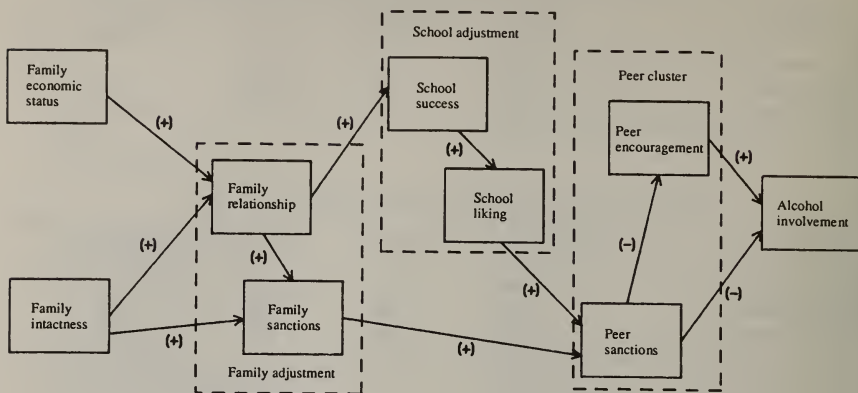 School adjustment
Family
economic
status
School
success
Peer cluster
Peer
encouragement
(+)
(+)
(+)
(+)
Family
relationship
School
liking
Alcohol
involvement
(+)
(+)
(-)
(-)
(+)
Family
intactness
Family
sanctions
(+)
(+)
Peer
sanctions
Family adjustment